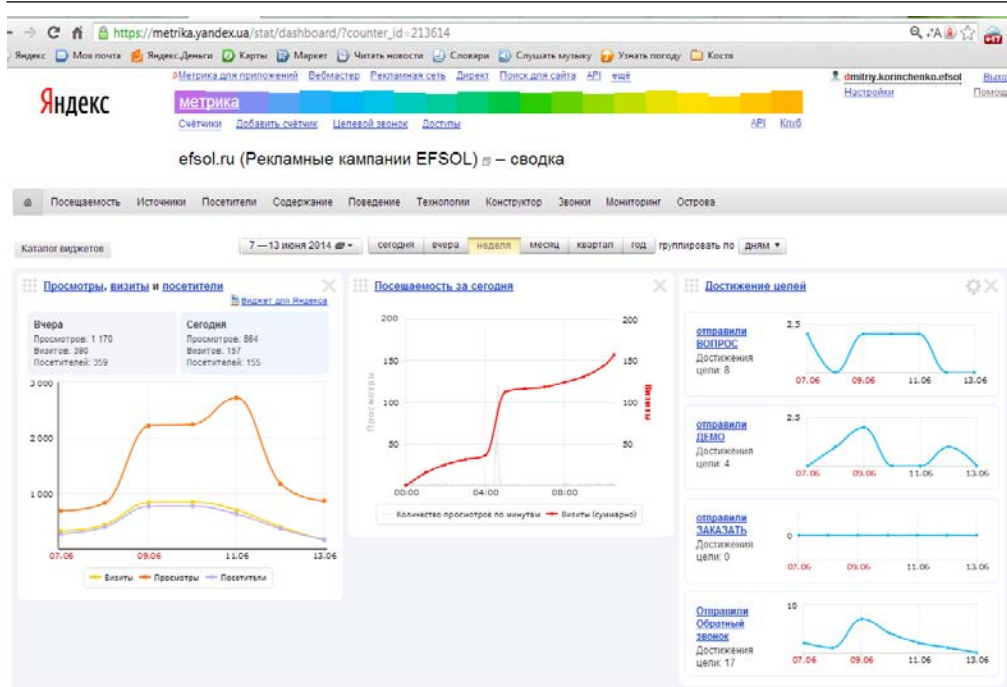 https://metrika.yandex.ua/stat/dashboard/?counter_id=213614
Яндекс Моя почта Яндекс.Деньги Карты Маркет Читать новости Словари Слушать музыку Узнать погоду Костя
Метрика для приложений Вебмастер Рекламная сеть Директ Поиск для сайта API ещё
dmitriy.korinchenko.efsol Выхо
Настройки Помощ
Яндекс
метрика
Счётчики Добавить счётчик Целевой звонок Доступы API Клуб
efsol.ru (Рекламные кампании EFSOL) – сводка
Посещаемость Источники Посетители Содержание Поведение Технологии Конструктор Звонки Мониторинг Острова
Каталог виджетов
7 — 13 июня 2014 сегодня вчера неделя месяц квартал год группировать по дням
Просмотры, визиты и посетители
Виджет для Яндекса
Вчера
Просмотров: 1 170
Визитов: 390
Посетителей: 359
Сегодня
Просмотров: 864
Визитов: 157
Посетителей: 155
3 000
2 000
1 000
07.06 09.06 11.06 13.06
Визиты Просмотры Посетители
Посещаемость за сегодня
200 200
150 150
100 100
50 50
Просмотры
Визиты
00:00 04:00 08:00
Количество просмотров по минутам Визиты (суммарно)
Достижение целей
отправили
ВОПРОС
Достижения
цели: 8
2.5
07.06 09.06 11.06 13.06
отправили
ДЕМО
Достижения
цели: 4
2.5
07.06 09.06 11.06 13.06
отправили
ЗАКАЗАТЬ
Достижения
цели: 0
0
07.06 09.06 11.06 13.06
Отправили
Обратный
звонок
Достижения
цели: 17
10
07.06 09.06 11.06 13.06